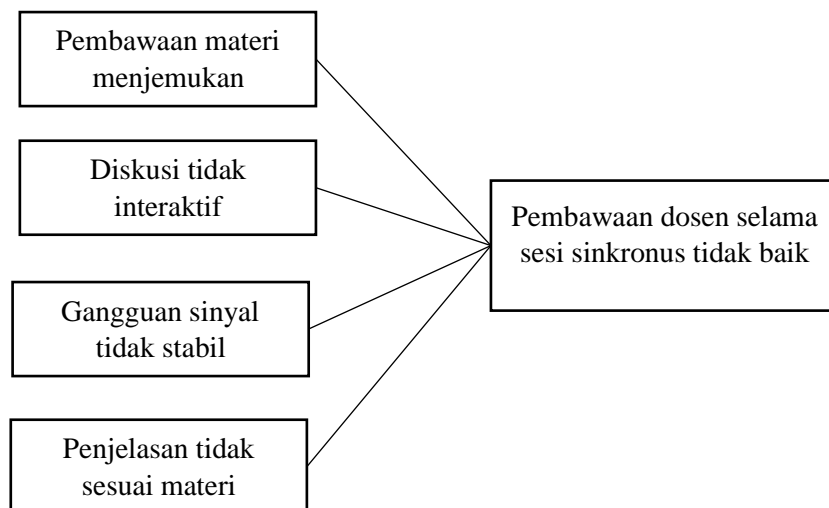 Pembawaan materi
menjemukan
Diskusi tidak
interaktif
Gangguan sinyal
tidak stabil
Penjelasan tidak
sesuai materi
Pembawaan dosen selama
sesi sinkronus tidak baik